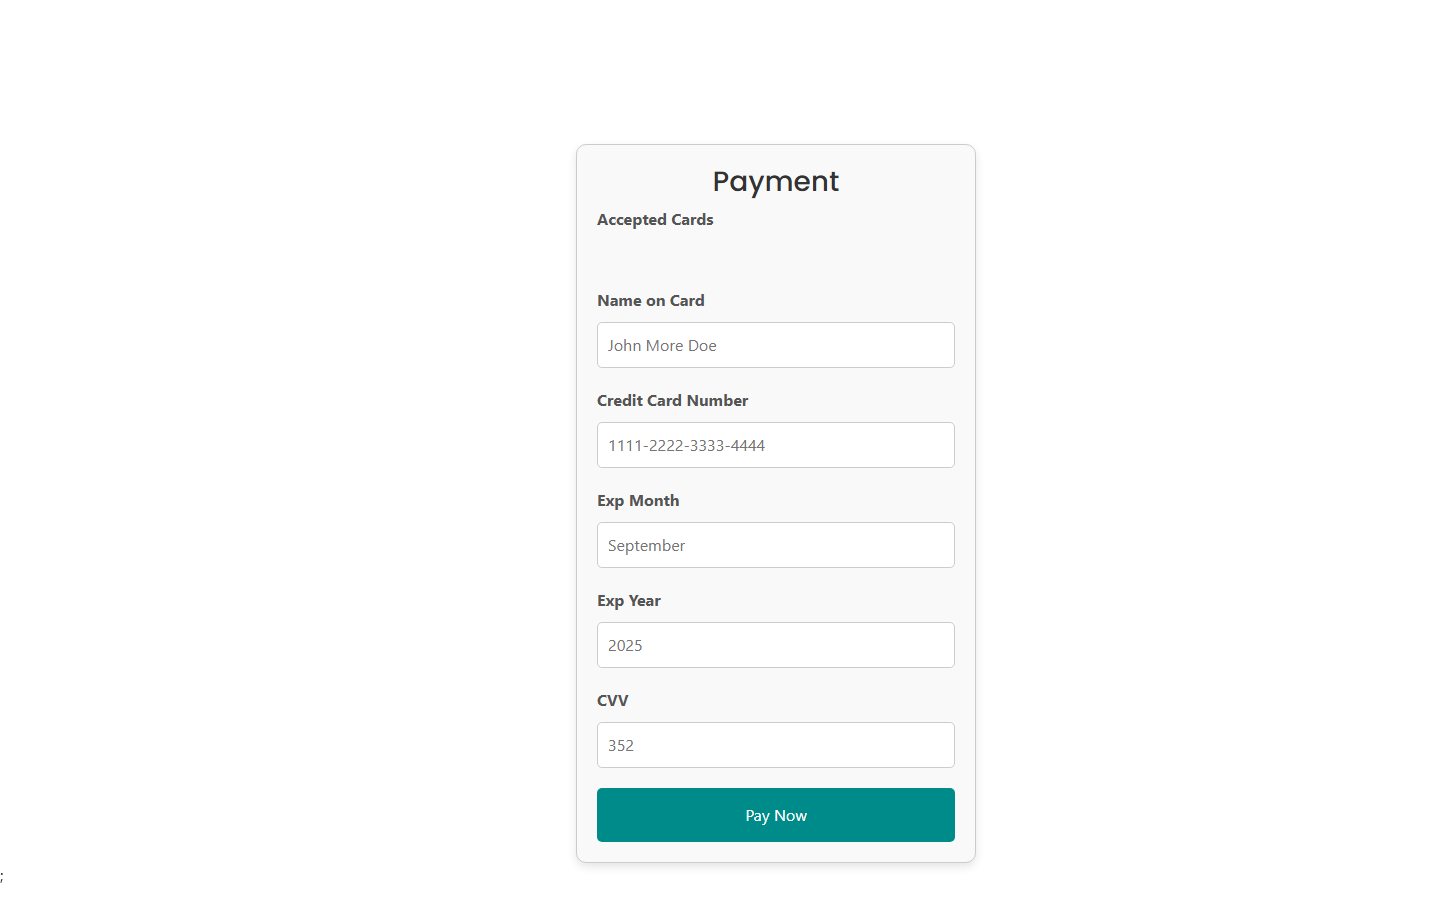 Payment
Accepted Cards
Name on Card
John More Doe
Credit Card Number
1111-2222-3333-4444
Exp Month
September
Exp Year
2025
CVV
352
Pay Now
;